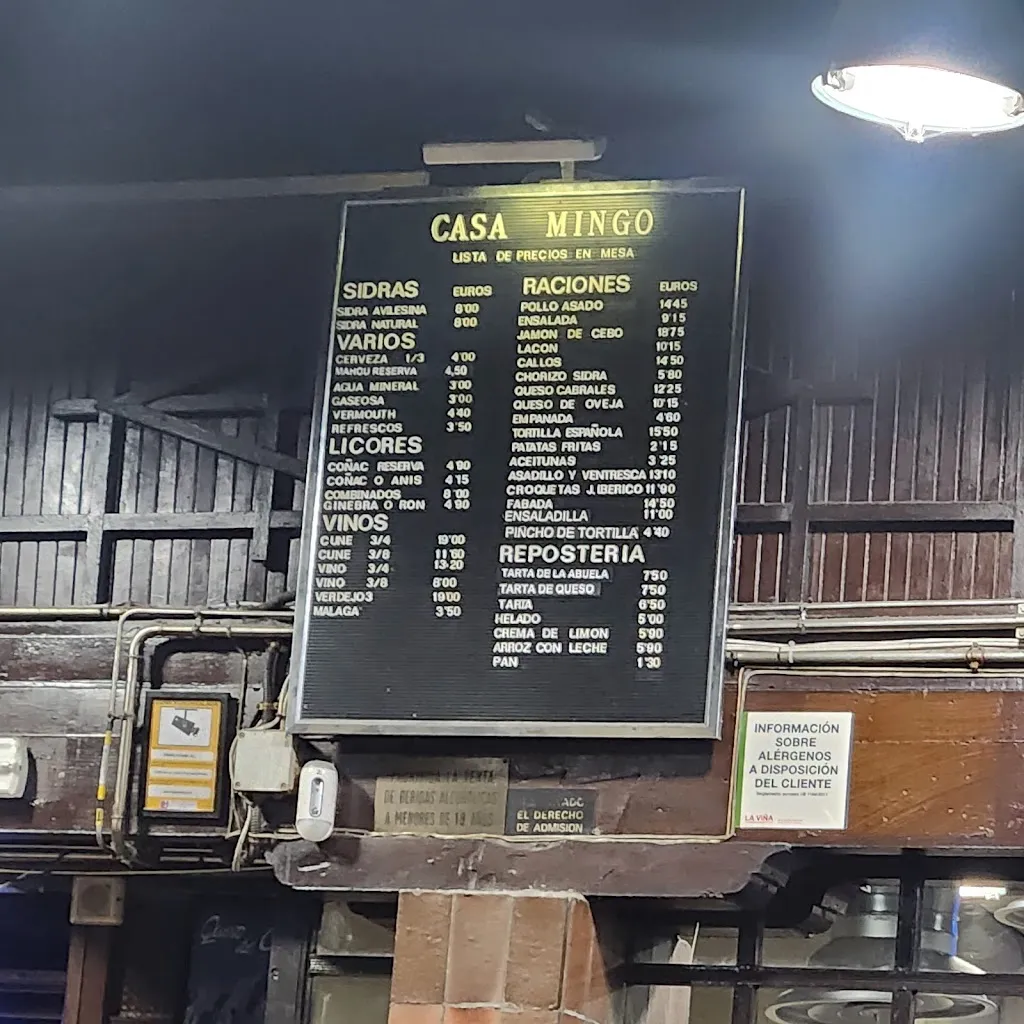 CASA MINGO
LISTA DE PRECIOS EN MESA
SIDRAS EUROS
SIDRA AVILESINA 8'00
SIDRA NATURAL 8'00
VARIOS
CERVEZA 1/3 4'00
MAHOU RESERVA 4,50
AGUA MINERAL 3'00
GASEOSA 3'00
VERMOUTH 4'40
REFRESCOS 3'50
LICORES
COÑAC RESERVA 4'90
COÑAC O ANIS 4'15
COMBINADOS 8'00
GINEBRA O RON 4'90
VINOS
CUNE 3/4 19'00
CUNE 3/8 11'60
VINO 3/4 13'20
VINO 3/8 8'00
VERDEJO3 19'00
MALAGA 3'50
RACIONES EUROS
POLLO ASADO 14'45
ENSALADA 9'15
JAMON DE CEBO 18'75
LACON 10'15
CALLOS 14'50
CHORIZO SIDRA 5'80
QUESO CABRALES 12'25
QUESO DE OVEJA 10'15
EMPANADA 4'60
TORTILLA ESPAÑOLA 15'50
PATATAS FRITAS 2'15
ACEITUNAS 3'25
ASADILLO Y VENTRESCA 13'10
CROQUETAS J.IBERICO 11'90
FABADA 14'50
ENSALADILLA 11'00
PINCHO DE TORTILLA 4'40
REPOSTERIA
TARTA DE LA ABUELA 7'50
TARTA DE QUESO 7'50
TARTA 6'50
HELADO 5'00
CREMA DE LIMON 5'90
ARROZ CON LECHE 5'90
PAN 1'30
LA VENTA
DE BEBIDAS ALCOHOLICAS
A MENORES DE 18 AÑOS
EL DERECHO
DE ADMISION
INFORMACIÓN
SOBRE
ALÉRGENOS
A DISPOSICIÓN
DEL CLIENTE
LA VIÑA